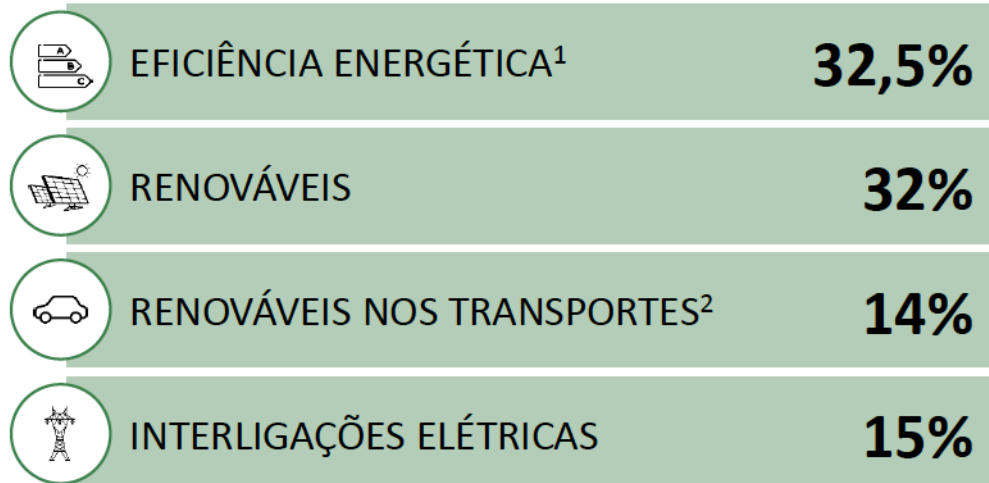 A
B
C
EFICIÊNCIA ENERGÉTICA¹ 32,5%
RENOVÁVEIS 32%
RENOVÁVEIS NOS TRANSPORTES² 14%
INTERLIGAÇÕES ELÉTRICAS 15%